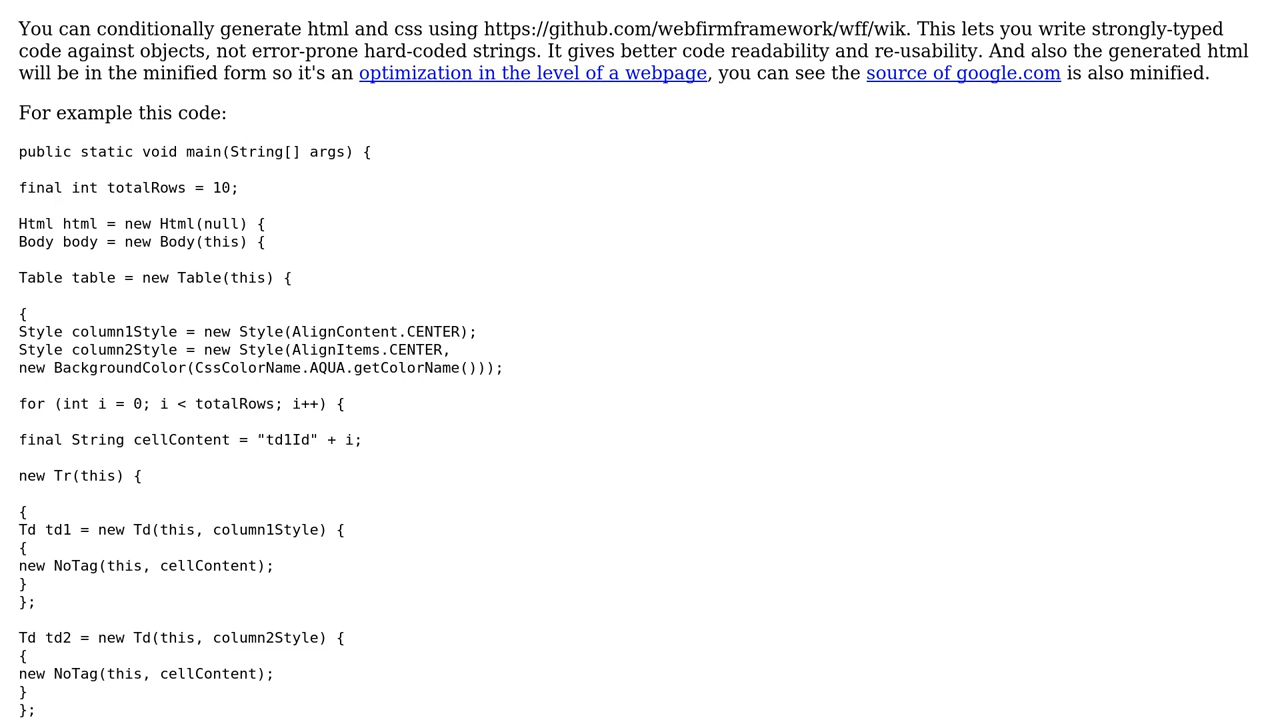 You can conditionally generate html and css using https://github.com/webfirmframework/wff/wik. This lets you write strongly-typed
code against objects, not error-prone hard-coded strings. It gives better code readability and re-usability. And also the generated html
will be in the minified form so it's an optimization in the level of a webpage, you can see the source of google.com is also minified.
For example this code:
public static void main(String[] args) {
final int totalRows = 10;
Html html = new Html(null) {
Body body = new Body(this) {
Table table = new Table(this) {
{
Style column1Style = new Style(AlignContent.CENTER);
Style column2Style = new Style(AlignItems.CENTER,
new BackgroundColor(CssColorName.AQUA.getColorName()));
for (int i = 0; i < totalRows; i++) {
final String cellContent = "td1Id" + i;
new Tr(this) {
{
Td td1 = new Td(this, column1Style) {
{
new NoTag(this, cellContent);
}
};
Td td2 = new Td(this, column2Style) {
{
new NoTag(this, cellContent);
}
};